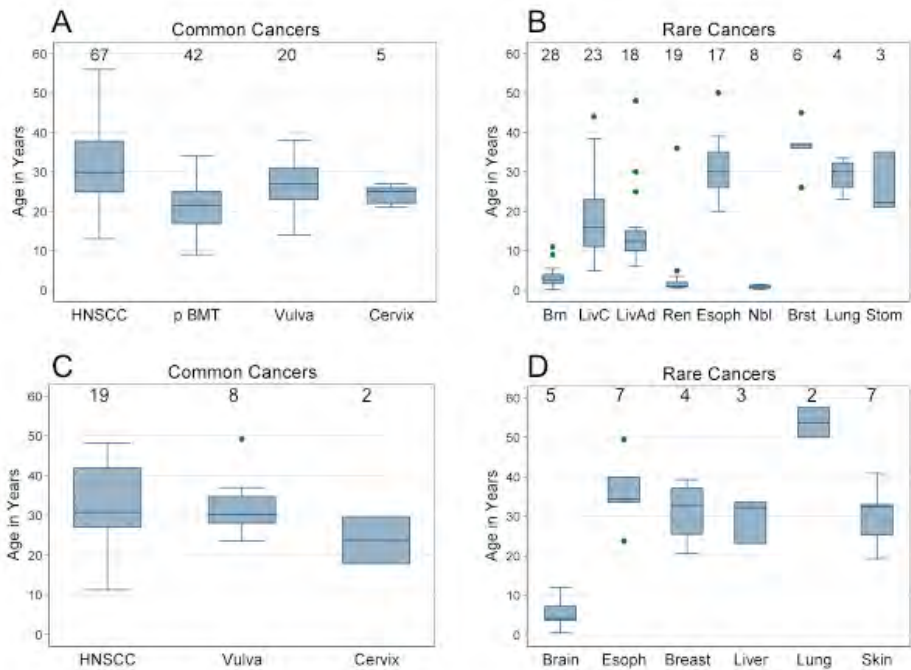 A
Common Cancers
67 42 20 5
60
50
40
30
20
10
0
Age in Years
HNSCC p BMT Vulva Cervix
B
Rare Cancers
28 23 18 19 17 8 6 4 3
60
50
40
30
20
10
0
Age in Years
Brn LivC LivAd Ren Esoph Nbl Brst Lung Stom
C
Common Cancers
19 8 2
60
50
40
30
20
10
0
Age in Years
HNSCC Vulva Cervix
D
Rare Cancers
5 7 4 3 2 7
60
50
40
30
20
10
0
Age in Years
Brain Esoph Breast Liver Lung Skin